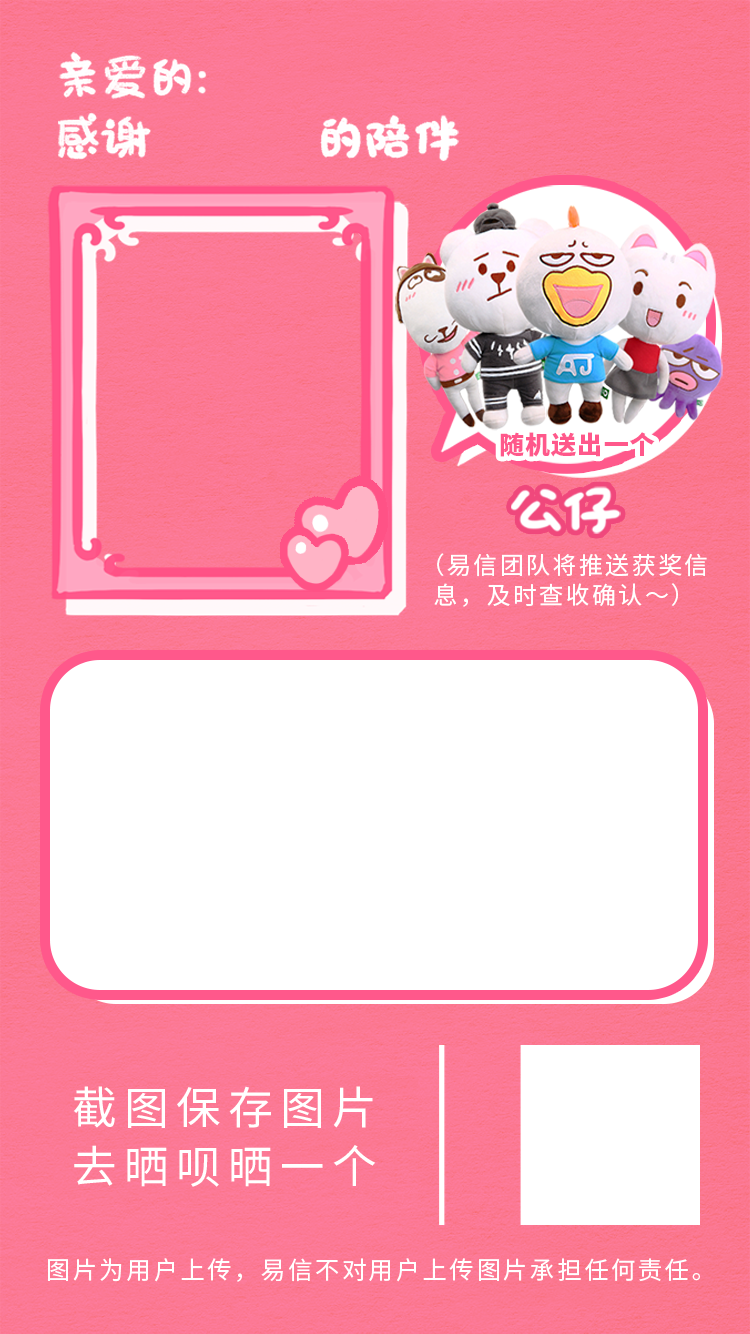 亲爱的:
感谢 的陪伴
AJ
随机送出一个
公仔
（易信团队将推送获奖信
息，及时查收确认～）
截图保存图片
去晒呗晒一个
图片为用户上传，易信不对用户上传图片承担任何责任。